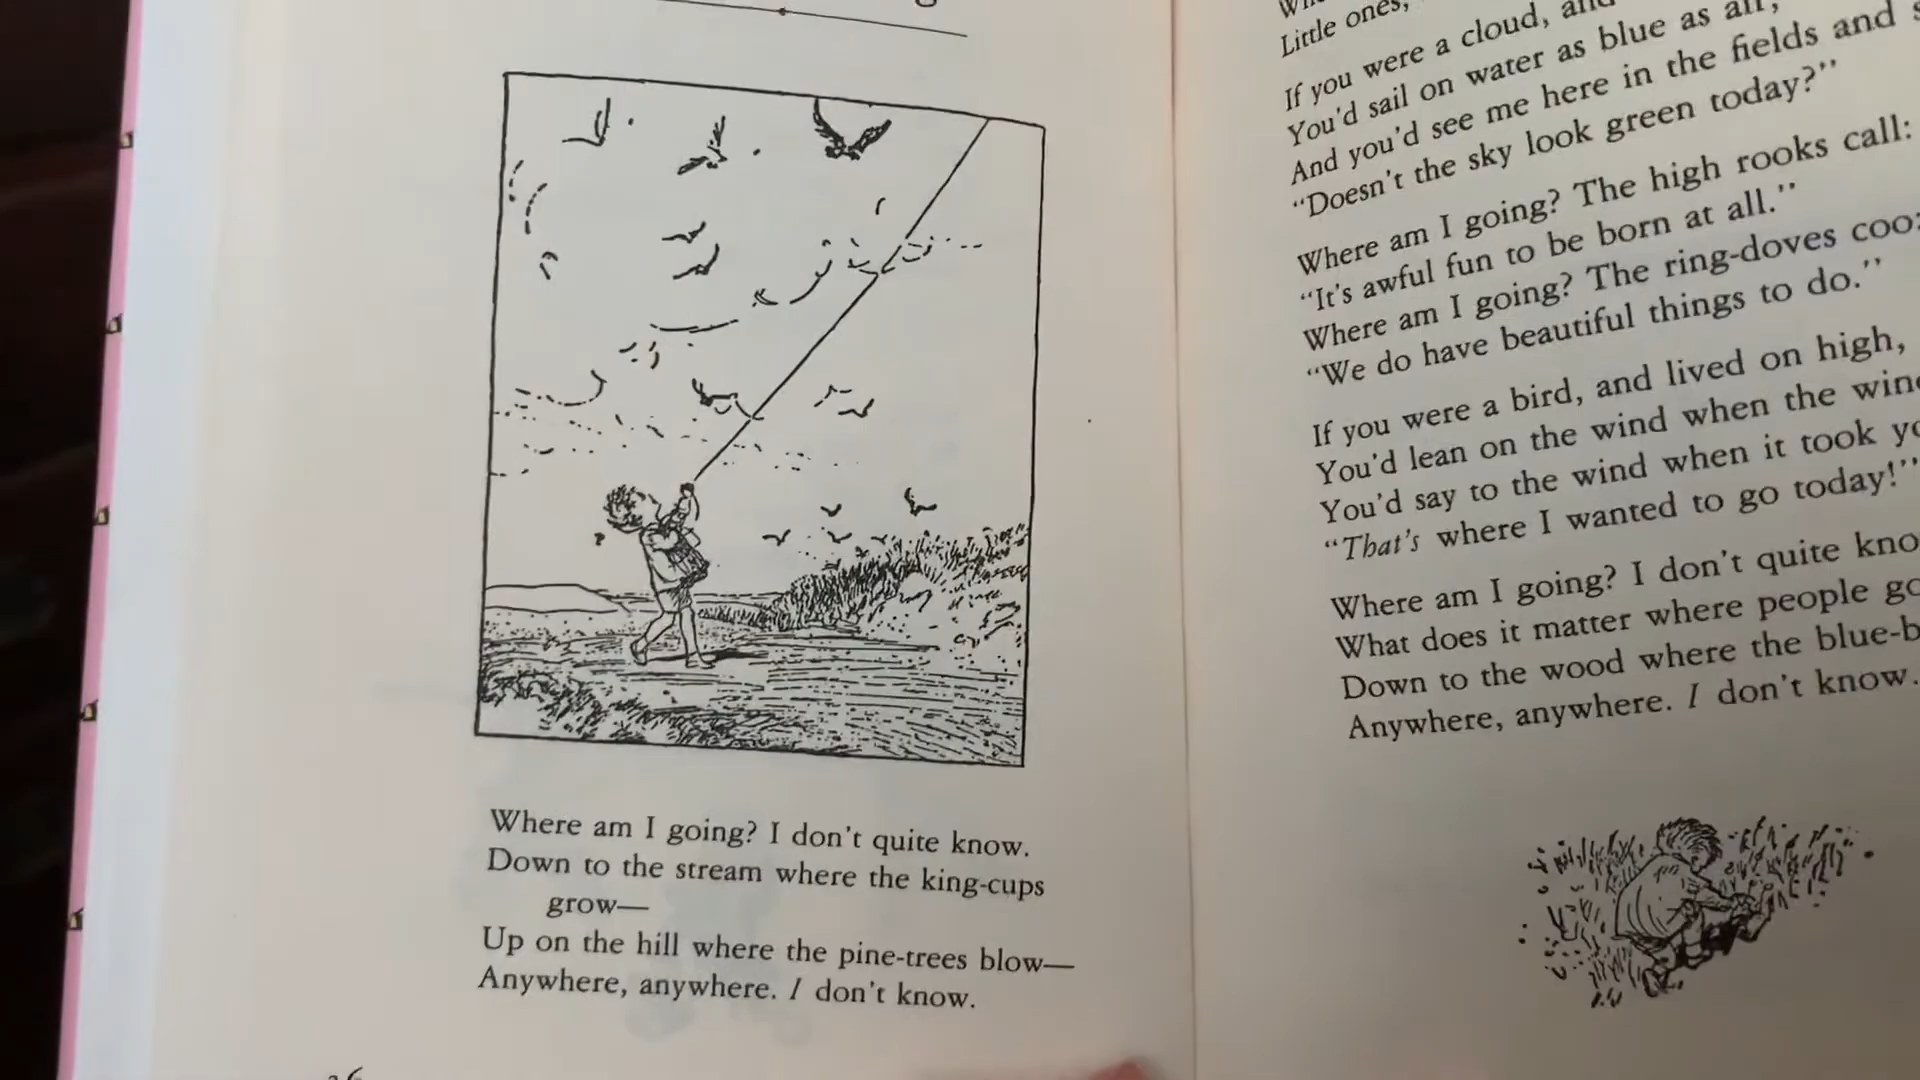 Where am I going? I don't quite know.
Down to the stream where the king-cups
grow—
Up on the hill where the pine-trees blow—
Anywhere, anywhere. I don't know.
Little ones,
If you were a cloud, and
You'd sail on water as blue as air,
And you'd see me here in the fields and
"Doesn't the sky look green today?"
Where am I going? The high rooks call:
"It's awful fun to be born at all."
Where am I going? The ring-doves coo:
"We do have beautiful things to do."
If you were a bird, and lived on high,
You'd lean on the wind when the wind
You'd say to the wind when it took
"That's where I wanted to go today!"
Where am I going? I don't quite
What does it matter where people
Down to the wood where the
Anywhere, anywhere. I don't know.